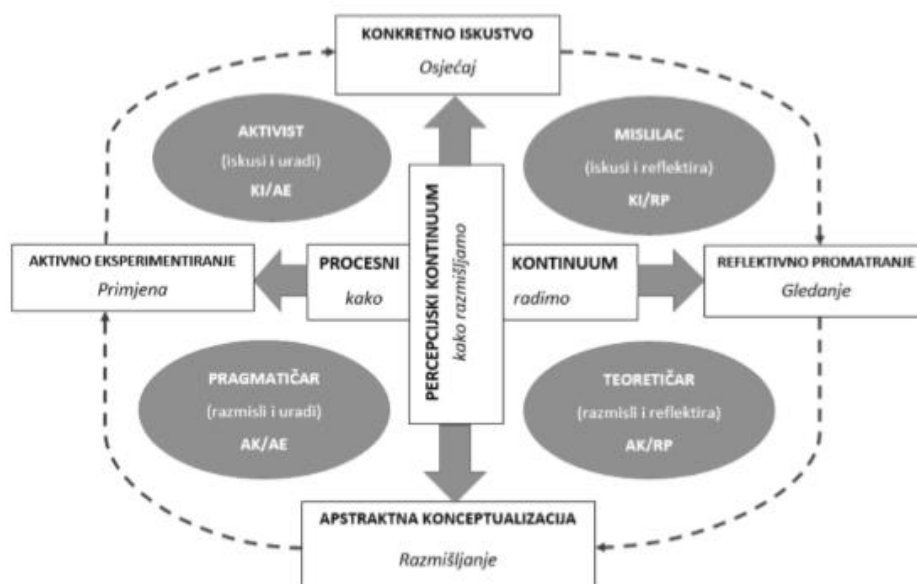 KONKRETNO ISKUSTVO
Osjećaj
AKTIVIST
(iskusi i uradi)
KI/AE
MISLILAC
(iskusi i reflektira)
KI/RP
AKTIVNO EKSPERIMENTIRANJE
Primjena
PROCESNI
kako
PERCEPCIJSKI KONTINUUM
kako razmišljamo
KONTINUUM
radimo
REFLEKTIVNO PROMATRANJE
Gledanje
PRAGMATIČAR
(razmisli i uradi)
AK/AE
TEORETIČAR
(razmisli i reflektira)
AK/RP
APSTRAKTNA KONCEPTUALIZACIJA
Razmišljanje